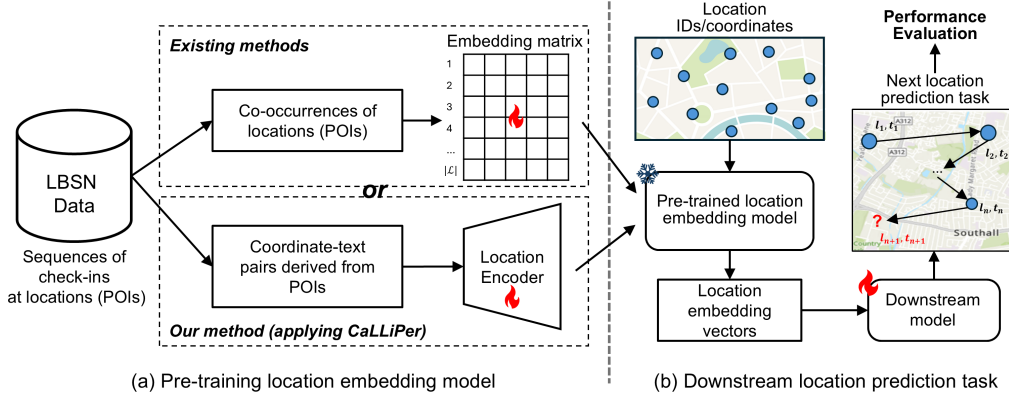 Existing methods
Embedding matrix
1
2
3
4
...
|ℒ|
Co-occurrences of
locations (POIs)
LBSN
Data
Sequences of
check-ins
at locations (POIs)
or
Coordinate-text
pairs derived from
POIs
Location
Encoder
Our method (applying CaLLiPer)
(a) Pre-training location embedding model
Location
IDs/coordinates
Pre-trained location
embedding model
Location
embedding
vectors
Downstream
model
Performance
Evaluation
Next location
prediction task
A312
l₁, t₁
A312
l₂, t₂
...
lₙ, tₙ
?
lₙ₊₁, tₙ₊₁
Southall
Country
(b) Downstream location prediction task